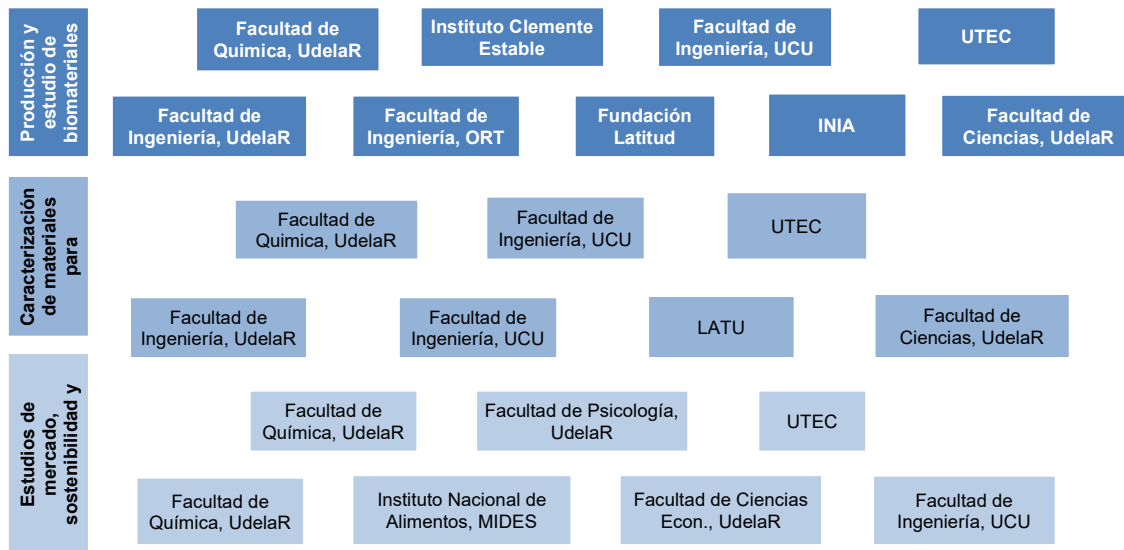 Producción y
estudio de
biomateriales
Facultad de
Quimica, UdelaR
Instituto Clemente
Estable
Facultad de
Ingeniería, UCU
UTEC
Facultad de
Ingeniería, UdelaR
Facultad de
Ingeniería, ORT
Fundación
Latitud
INIA
Facultad de
Ciencias, UdelaR
Caracterización
de materiales
para
Facultad de
Quimica, UdelaR
Facultad de
Ingeniería, UCU
UTEC
Facultad de
Ingeniería, UdelaR
Facultad de
Ingeniería, UCU
LATU
Facultad de
Ciencias, UdelaR
Estudios de
mercado,
sostenibilidad y
Facultad de
Química, UdelaR
Facultad de Psicología,
UdelaR
UTEC
Facultad de
Química, UdelaR
Instituto Nacional de
Alimentos, MIDES
Facultad de Ciencias
Econ., UdelaR
Facultad de
Ingeniería, UCU